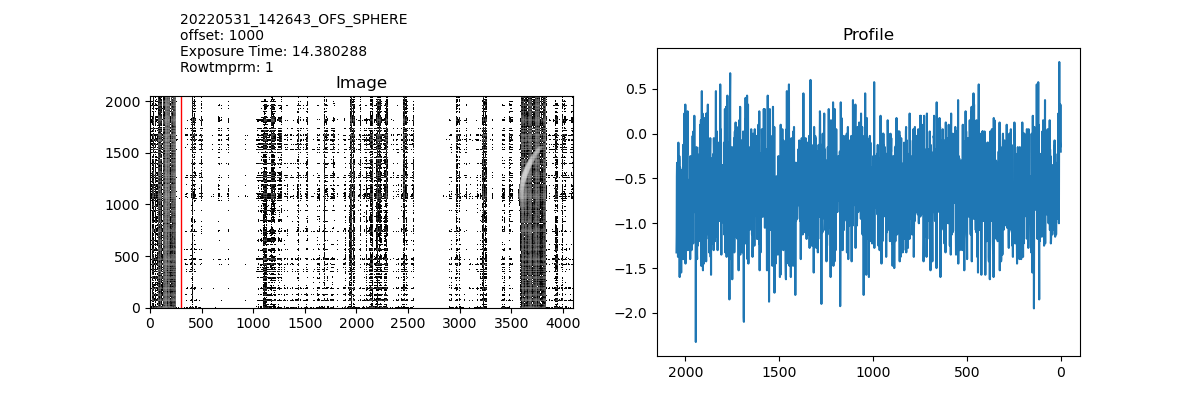 20220531_142643_OFS_SPHERE
offset: 1000
Exposure Time: 14.380288
Rowtmprm: 1
Image
2000
1500
1000
500
0
0 500 1000 1500 2000 2500 3000 3500 4000
Profile
0.5
0.0
−0.5
−1.0
−1.5
−2.0
2000 1500 1000 500 0